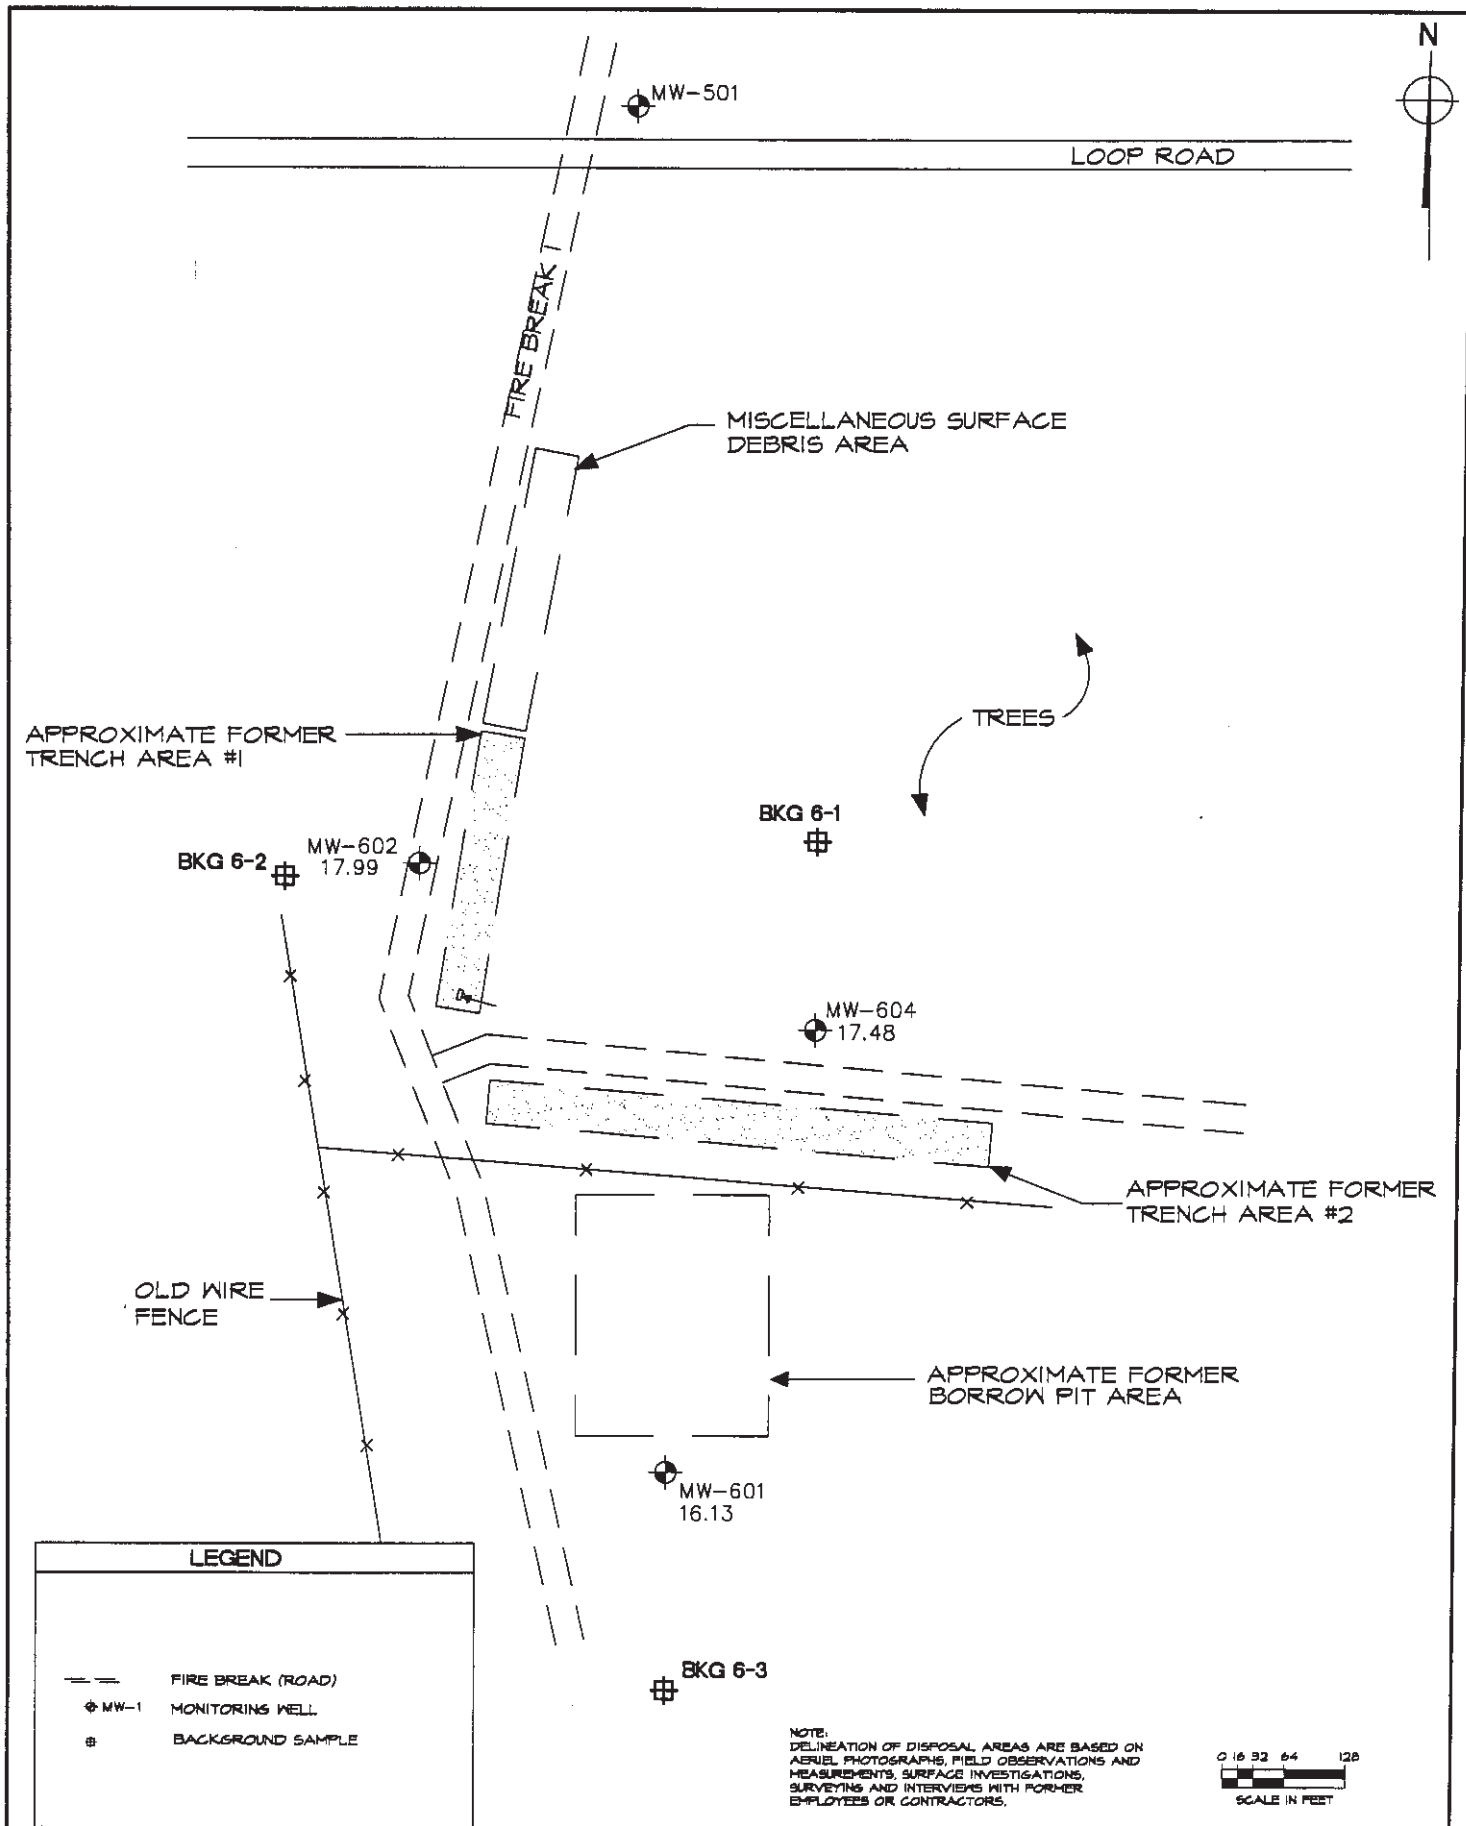 N
MW-501
LOOP ROAD
FIRE BREAK 1
MISCELLANEOUS SURFACE
DEBRIS AREA
TREES
APPROXIMATE FORMER
TRENCH AREA #1
BKG 6-1
MW-602
17.99
BKG 6-2
MW-604
17.48
APPROXIMATE FORMER
TRENCH AREA #2
OLD WIRE
FENCE
APPROXIMATE FORMER
BORROW PIT AREA
MW-601
16.13
LEGEND
FIRE BREAK (ROAD)
MW-1 MONITORING WELL
BACKGROUND SAMPLE
BKG 6-3
NOTE:
DELINEATION OF DISPOSAL AREAS ARE BASED ON
AERIEL PHOTOGRAPHS, FIELD OBSERVATIONS AND
MEASUREMENTS, SURFACE INVESTIGATIONS,
SURVEYING AND INTERVIEWS WITH FORMER
EMPLOYEES OR CONTRACTORS.
0 16 32 64 128
SCALE IN FEET